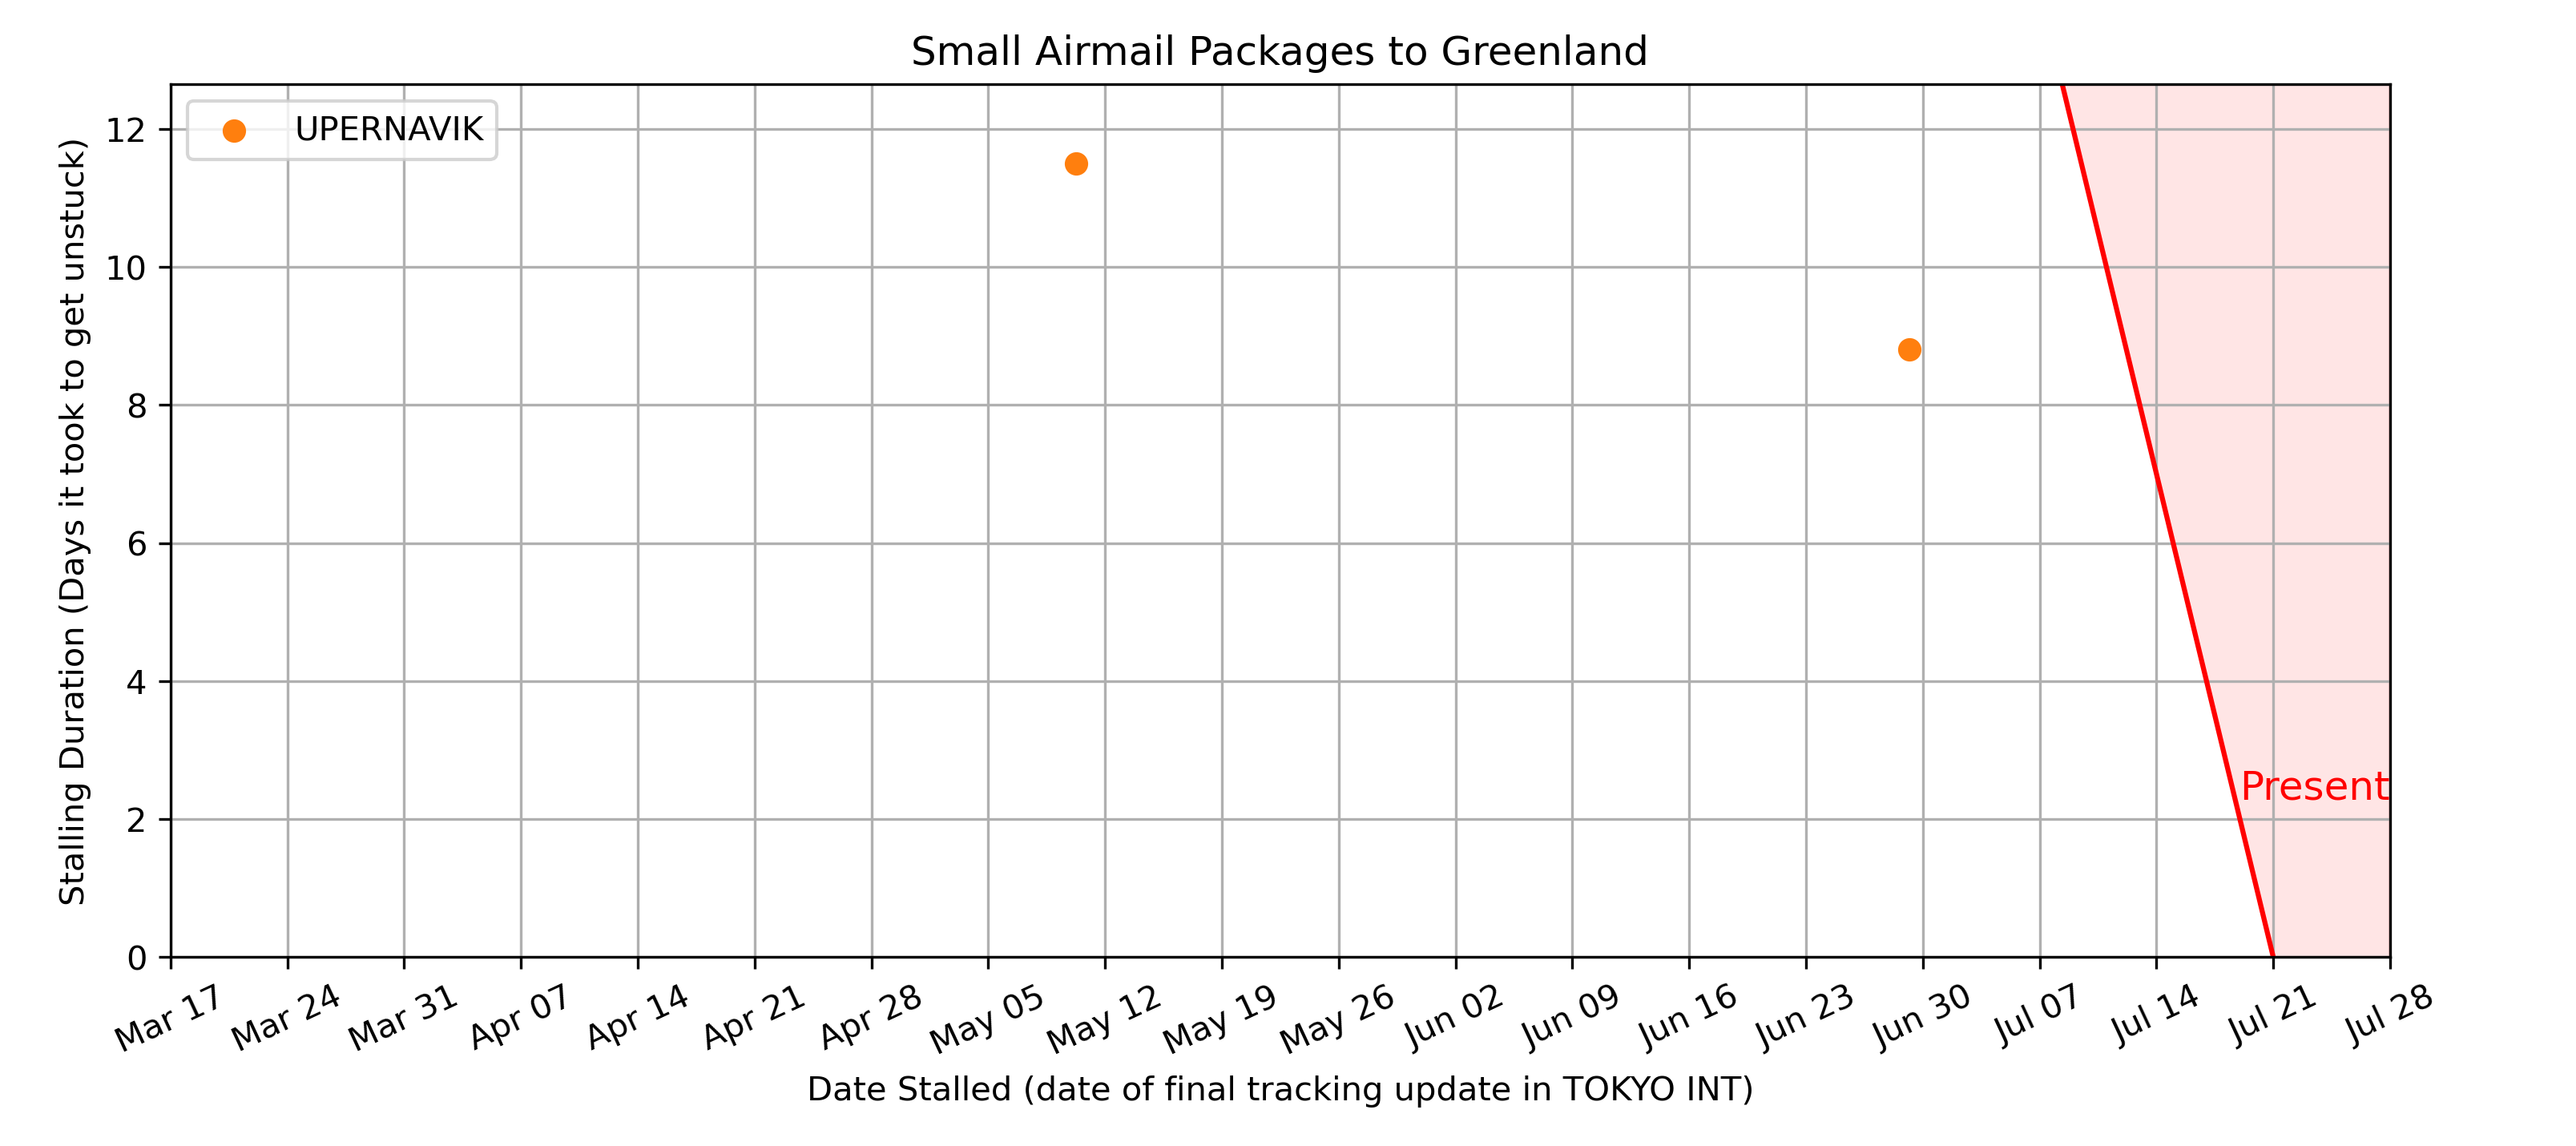 Small Airmail Packages to Greenland
UPERNAVIK
Stalling Duration (Days it took to get unstuck)
12
10
8
6
4
2
0
Present
Mar 17
Mar 24
Mar 31
Apr 07
Apr 14
Apr 21
Apr 28
May 05
May 12
May 19
May 26
Jun 02
Jun 09
Jun 16
Jun 23
Jun 30
Jul 07
Jul 14
Jul 21
Jul 28
Date Stalled (date of final tracking update in TOKYO INT)